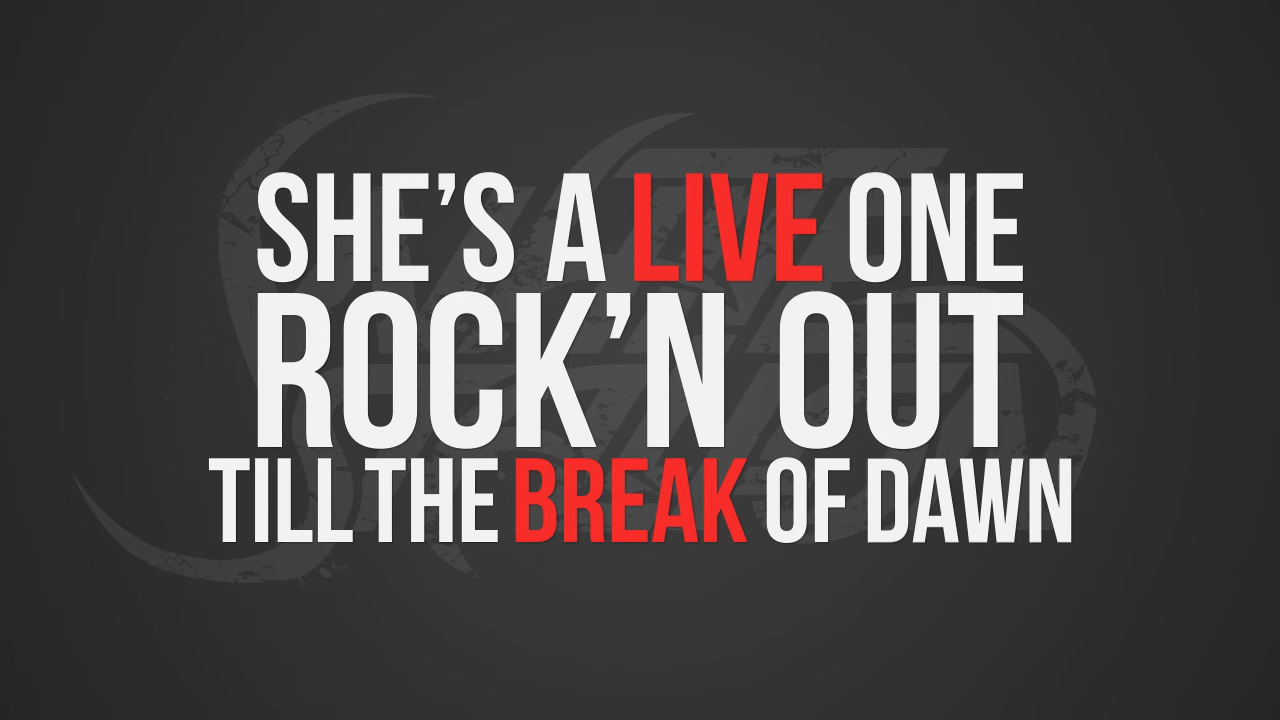 SHE’S A LIVE ONE
ROCK’N OUT
TILL THE BREAK OF DAWN